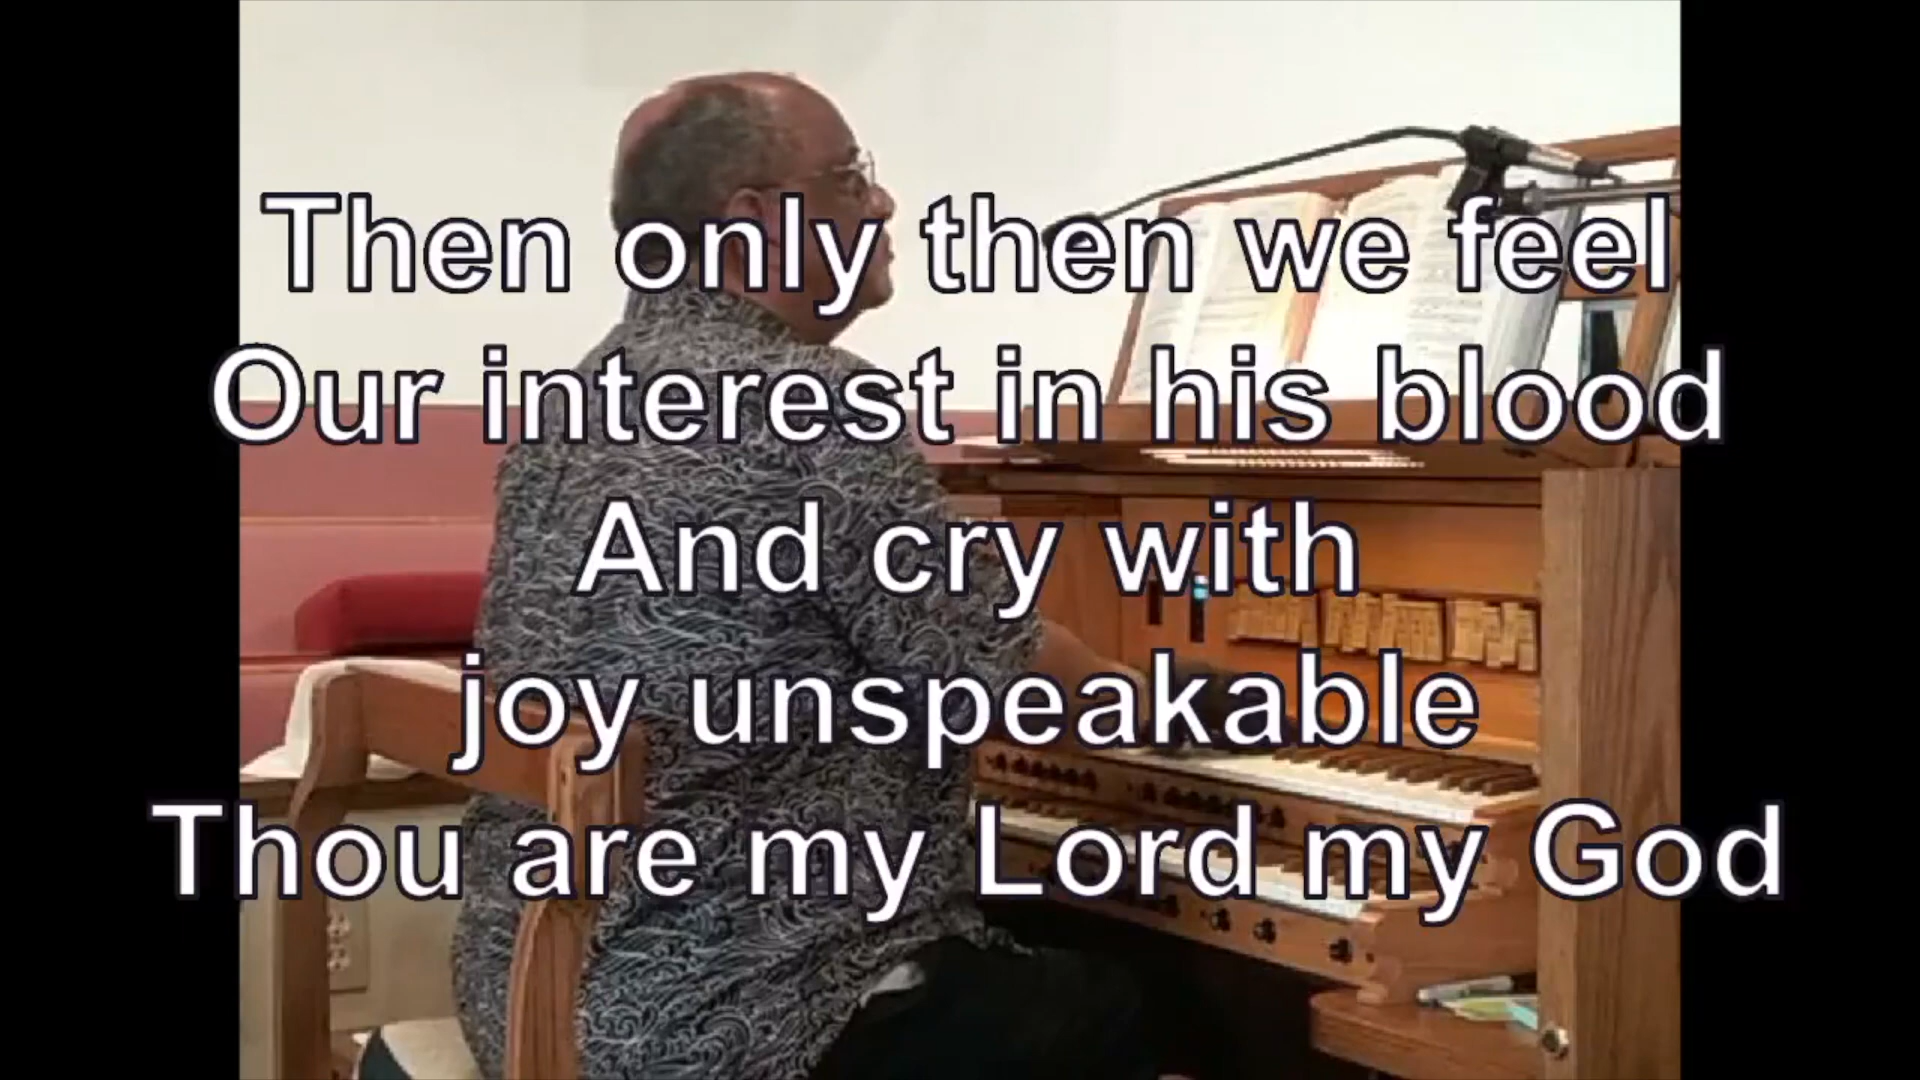 Then only then we feel
Our interest in his blood
And cry with
joy unspeakable
Thou are my Lord my God